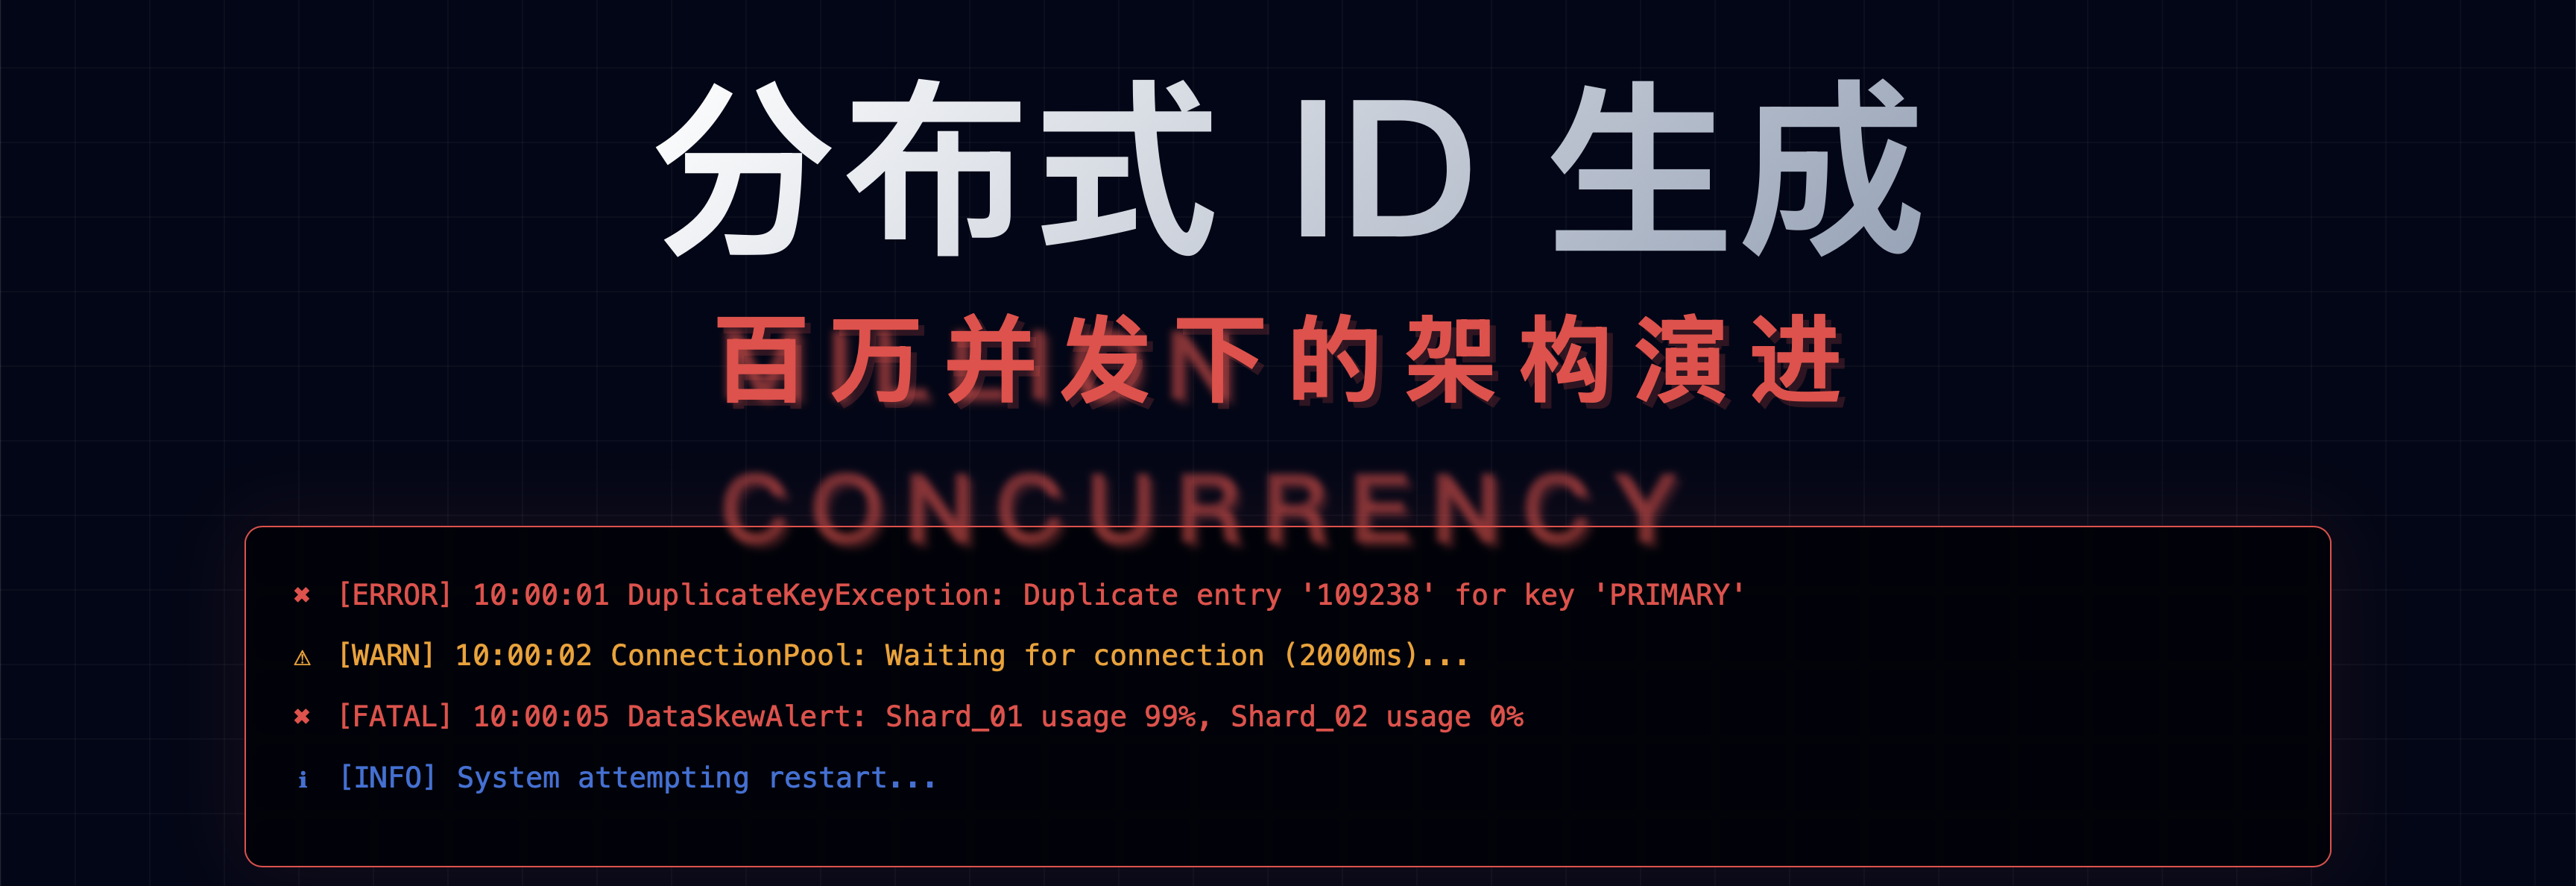 分布式 ID 生成
百万并发下的架构演进
CONCURRENCY
✖ [ERROR] 10:00:01 DuplicateKeyException: Duplicate entry '109238' for key 'PRIMARY'
⚠ [WARN] 10:00:02 ConnectionPool: Waiting for connection (2000ms)...
✖ [FATAL] 10:00:05 DataSkewAlert: Shard_01 usage 99%, Shard_02 usage 0%
ℹ [INFO] System attempting restart...